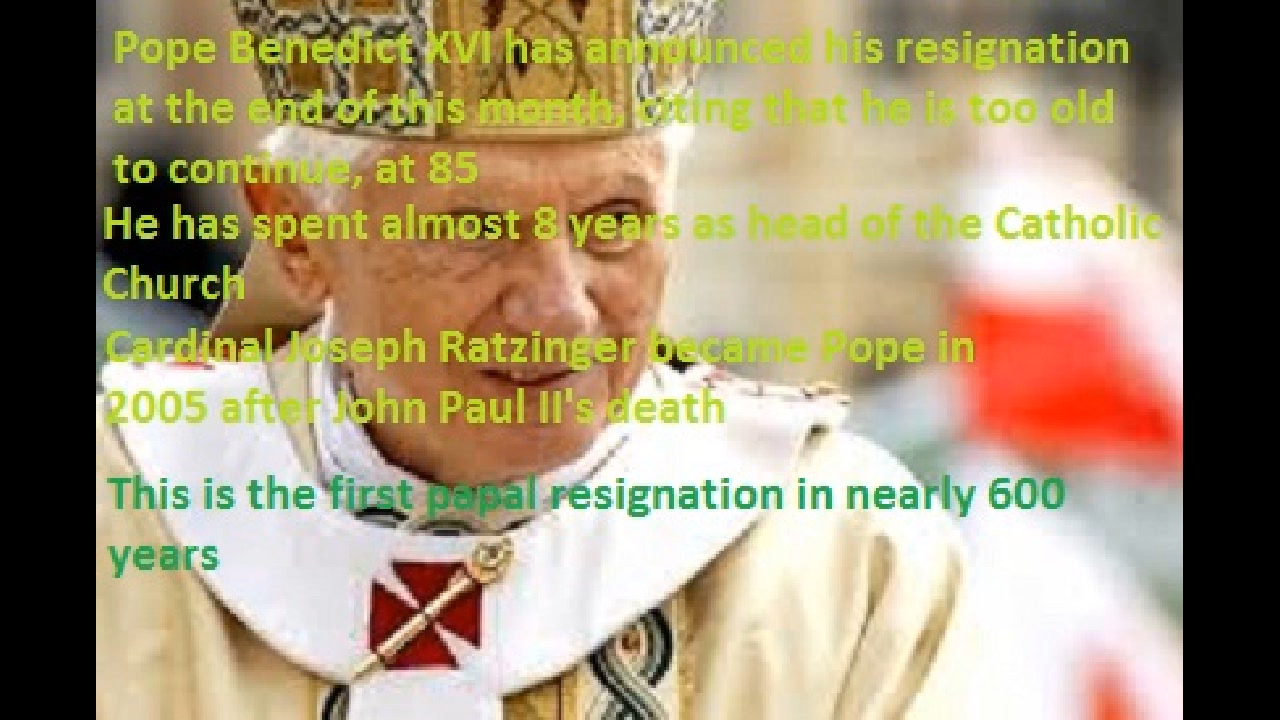 Pope Benedict XVI has announced his resignation
at the end of this month, citing that he is too old
to continue, at 85
He has spent almost 8 years as head of the Catholic
Church
Cardinal Joseph Ratzinger became Pope in
2005 after John Paul II's death
This is the first papal resignation in nearly 600
years